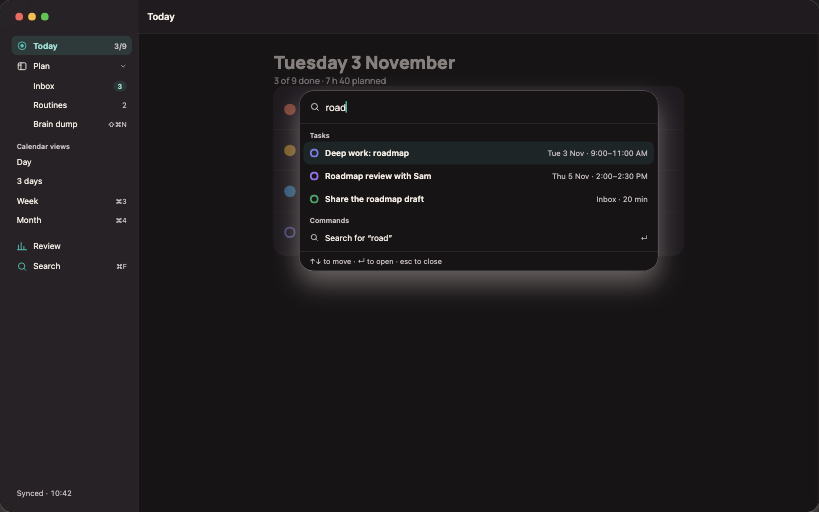 Today
Today 3/9
Plan
Inbox 3
Routines 2
Brain dump ⇧⌘N
Calendar views
Day
3 days
Week ⌘3
Month ⌘4
Review
Search ⌘F
Synced · 10:42
Tuesday 3 November
3 of 9 done · 7 h 40 planned
road
Tasks
Deep work: roadmap Tue 3 Nov · 9:00–11:00 AM
Roadmap review with Sam Thu 5 Nov · 2:00–2:30 PM
Share the roadmap draft Inbox · 20 min
Commands
Search for “road” ↵
↑↓ to move · ↵ to open · esc to close